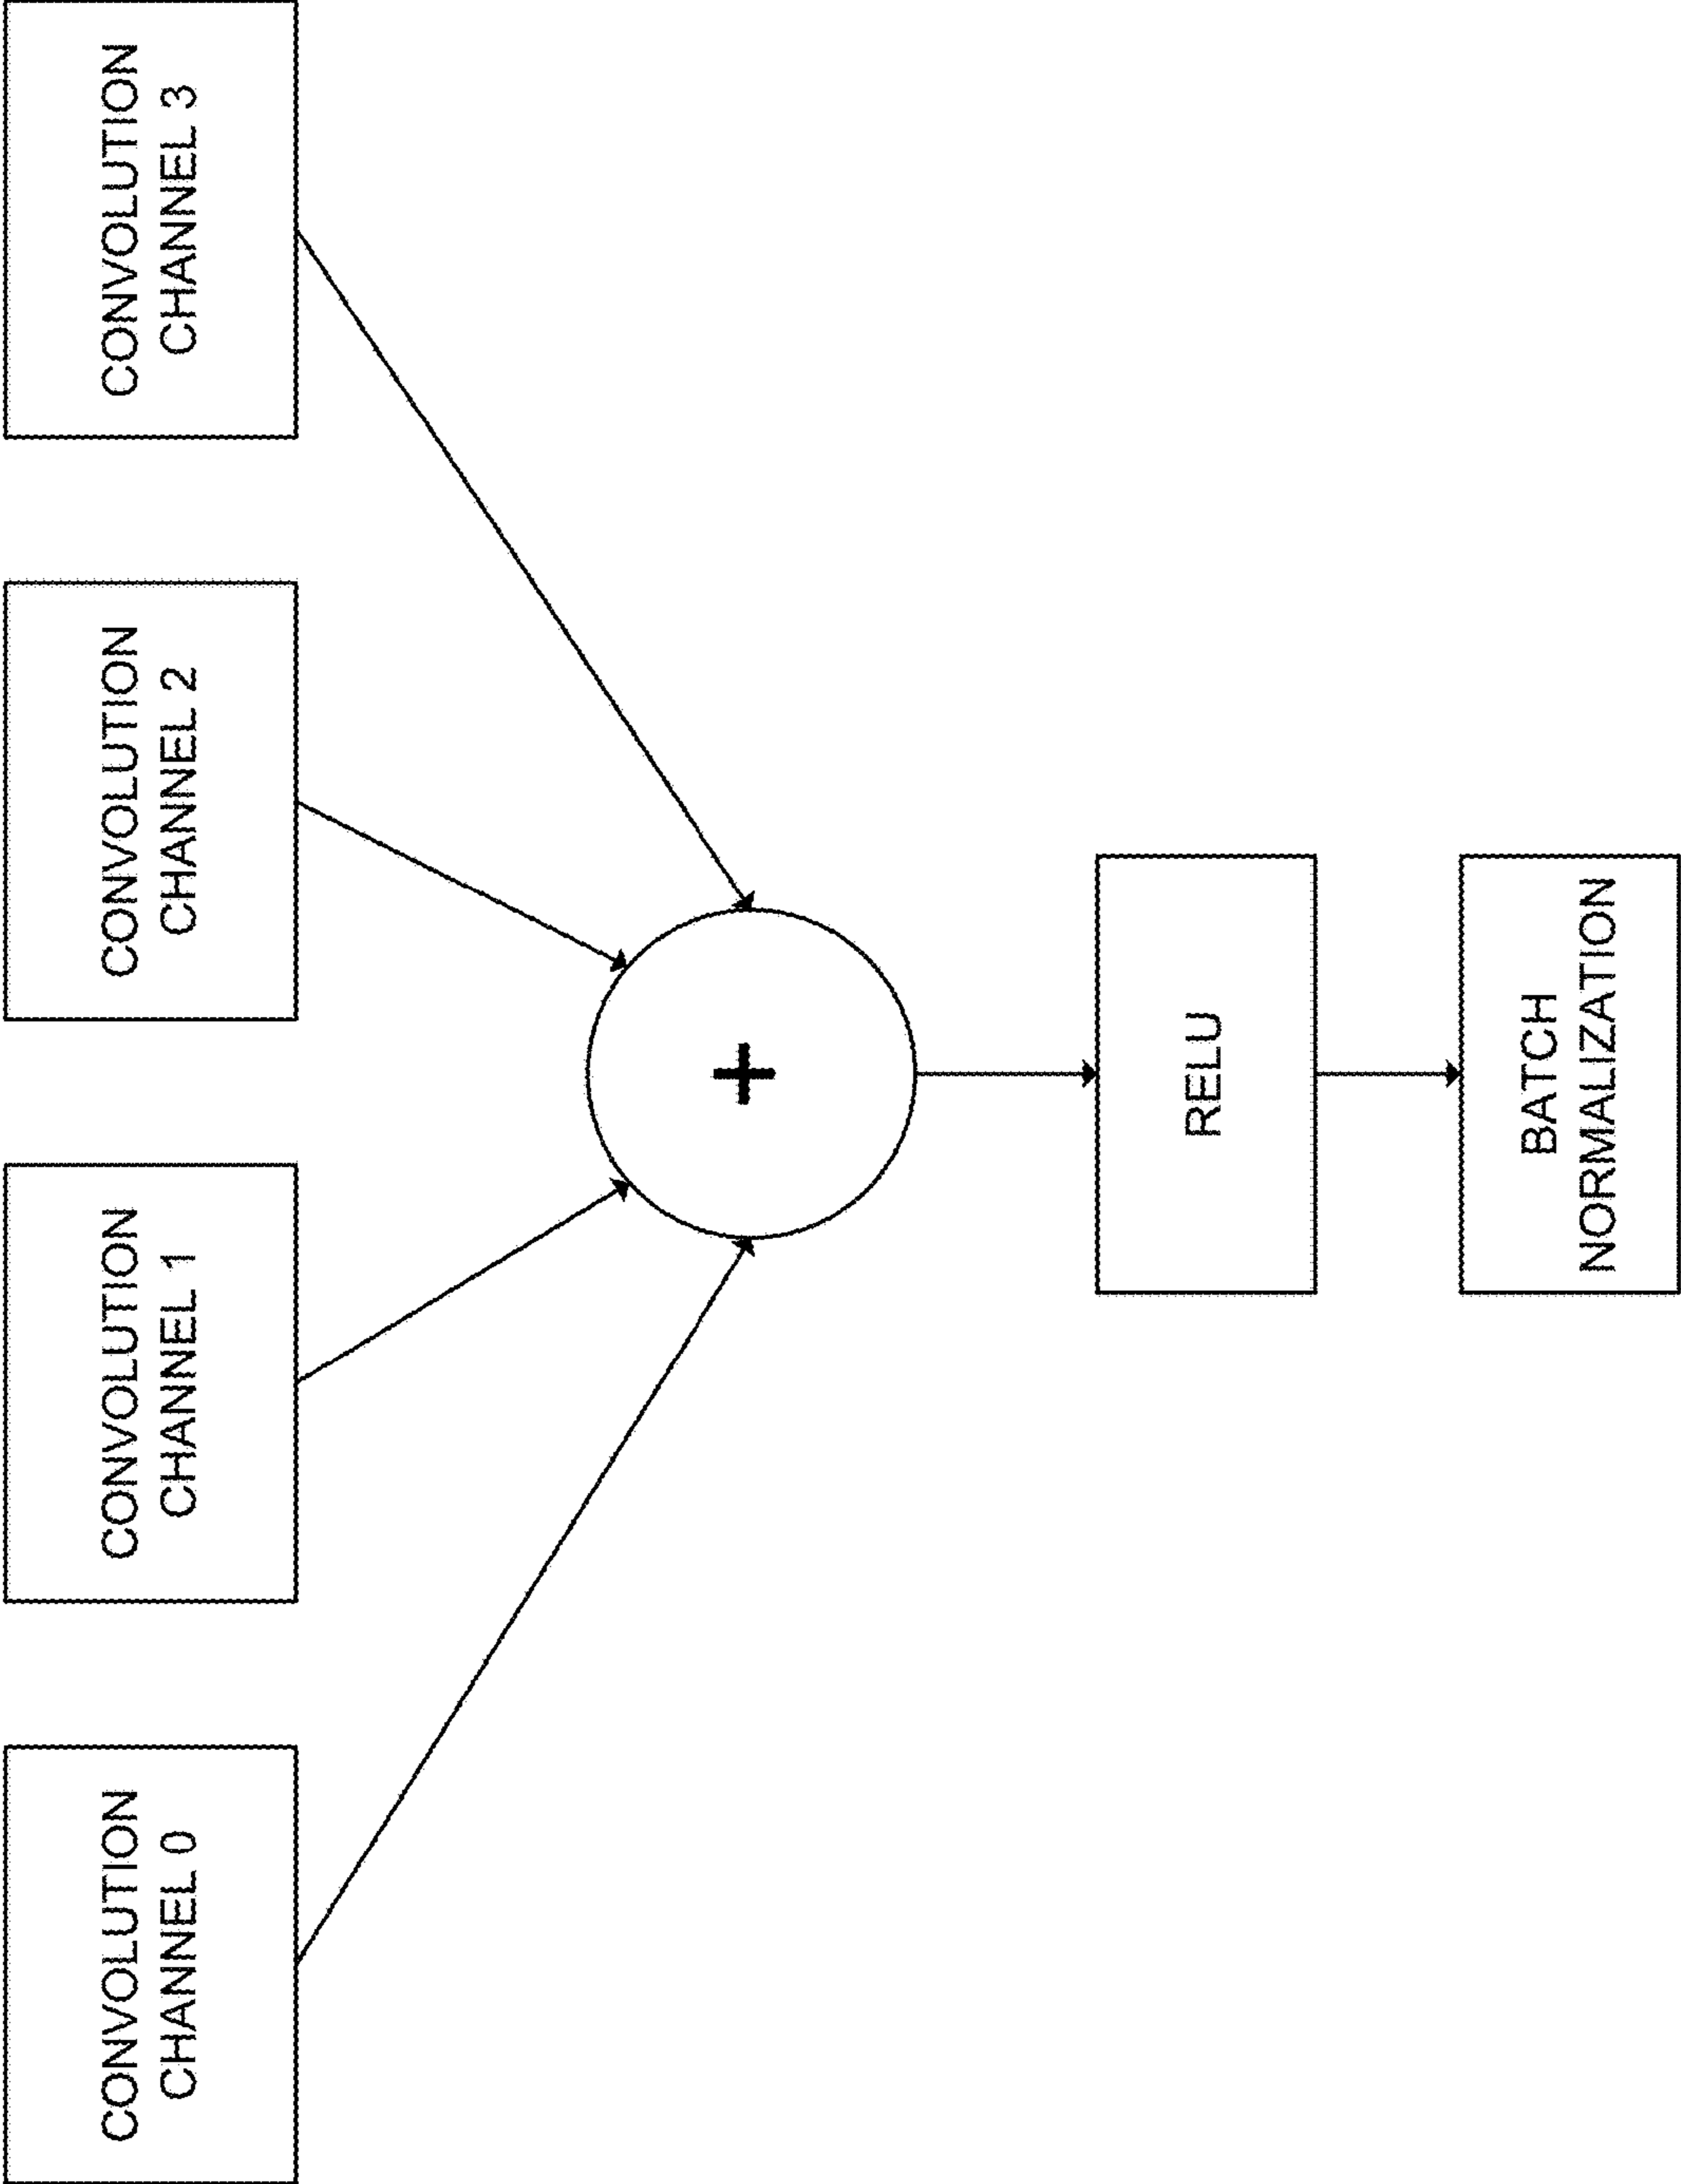 CONVOLUTION
CHANNEL 0
CONVOLUTION
CHANNEL 1
CONVOLUTION
CHANNEL 2
CONVOLUTION
CHANNEL 3
+
RELU
BATCH
NORMALIZATION